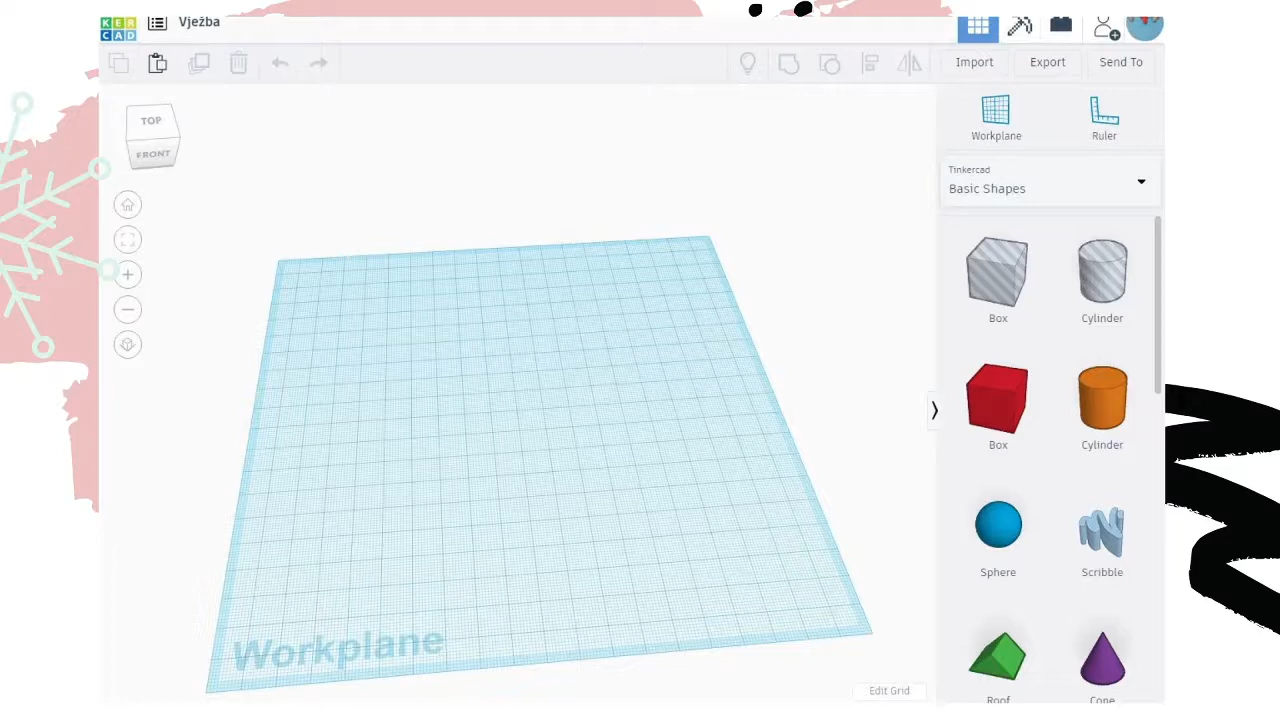 KER
CAD
Vježba
Import
Export
Send To
TOP
FRONT
Workplane
Ruler
Tinkercad
Basic Shapes
Box
Cylinder
Box
Cylinder
Sphere
Scribble
Roof
Cone
Workplane
Edit Grid